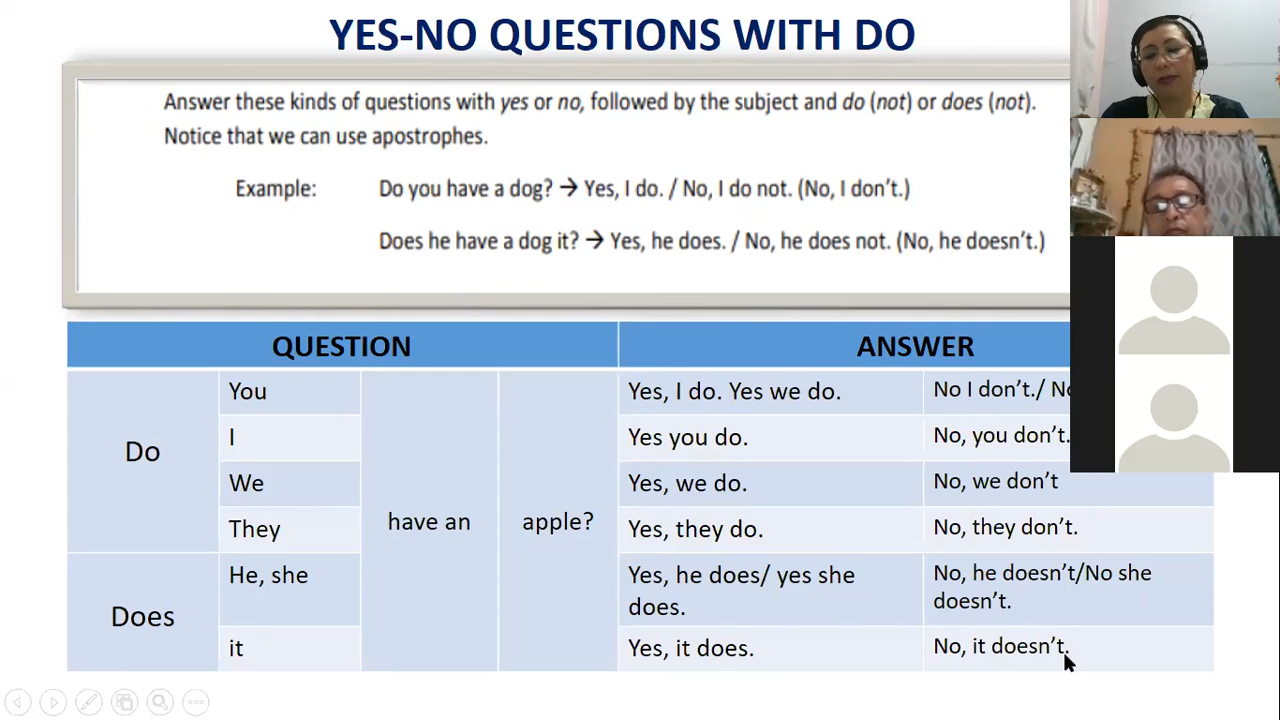 YES-NO QUESTIONS WITH DO
Answer these kinds of questions with yes or no, followed by the subject and do (not) or does (not).
Notice that we can use apostrophes.
Example: Do you have a dog? → Yes, I do. / No, I do not. (No, I don't.)
Does he have a dog it? → Yes, he does. / No, he does not. (No, he doesn't.)
QUESTION ANSWER
You Yes, I do. Yes we do. No I don't./
I Yes you do. No, you don't.
Do
We Yes, we do. No, we don't
have an apple?
They Yes, they do. No, they don't.
He, she Yes, he does/ yes she No, he doesn't/No she
does. doesn't.
Does
it Yes, it does. No, it doesn't.